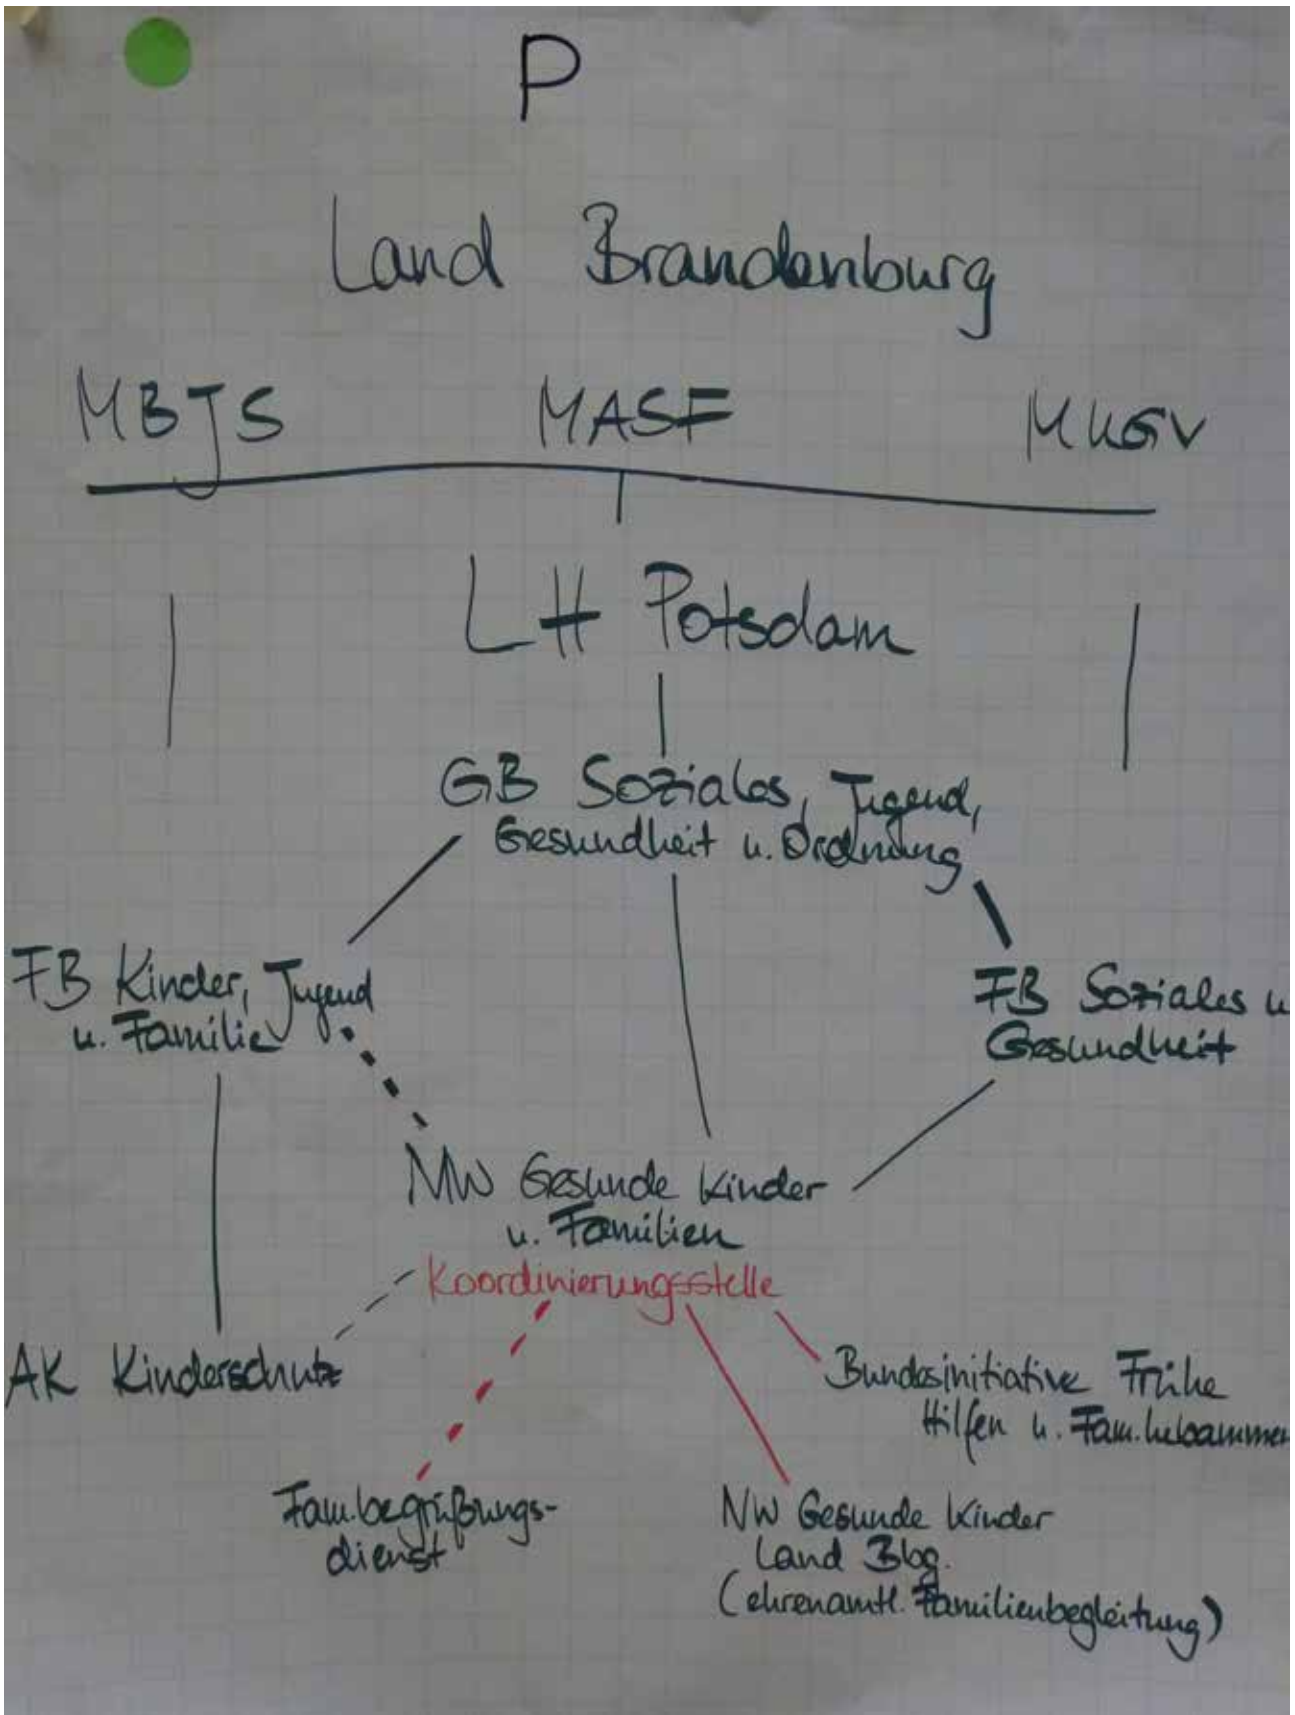 P
Land Brandenburg
MBJS MASF MUGV
LH Potsdam
GB Soziales, Jugend,
Gesundheit u. Ordnung
FB Kinder, Jugend
u. Familie
FB Soziales u
Gesundheit
NW Gesunde Kinder
u. Familien
Koordinierungsstelle
AK Kinderschutz
Bundesinitiative Frühe
Hilfen u. Fam.hebammen
Fam.begrüßungs-
dienst
NW Gesunde Kinder
Land Bbg.
(ehrenamtl. Familienbegleitung)